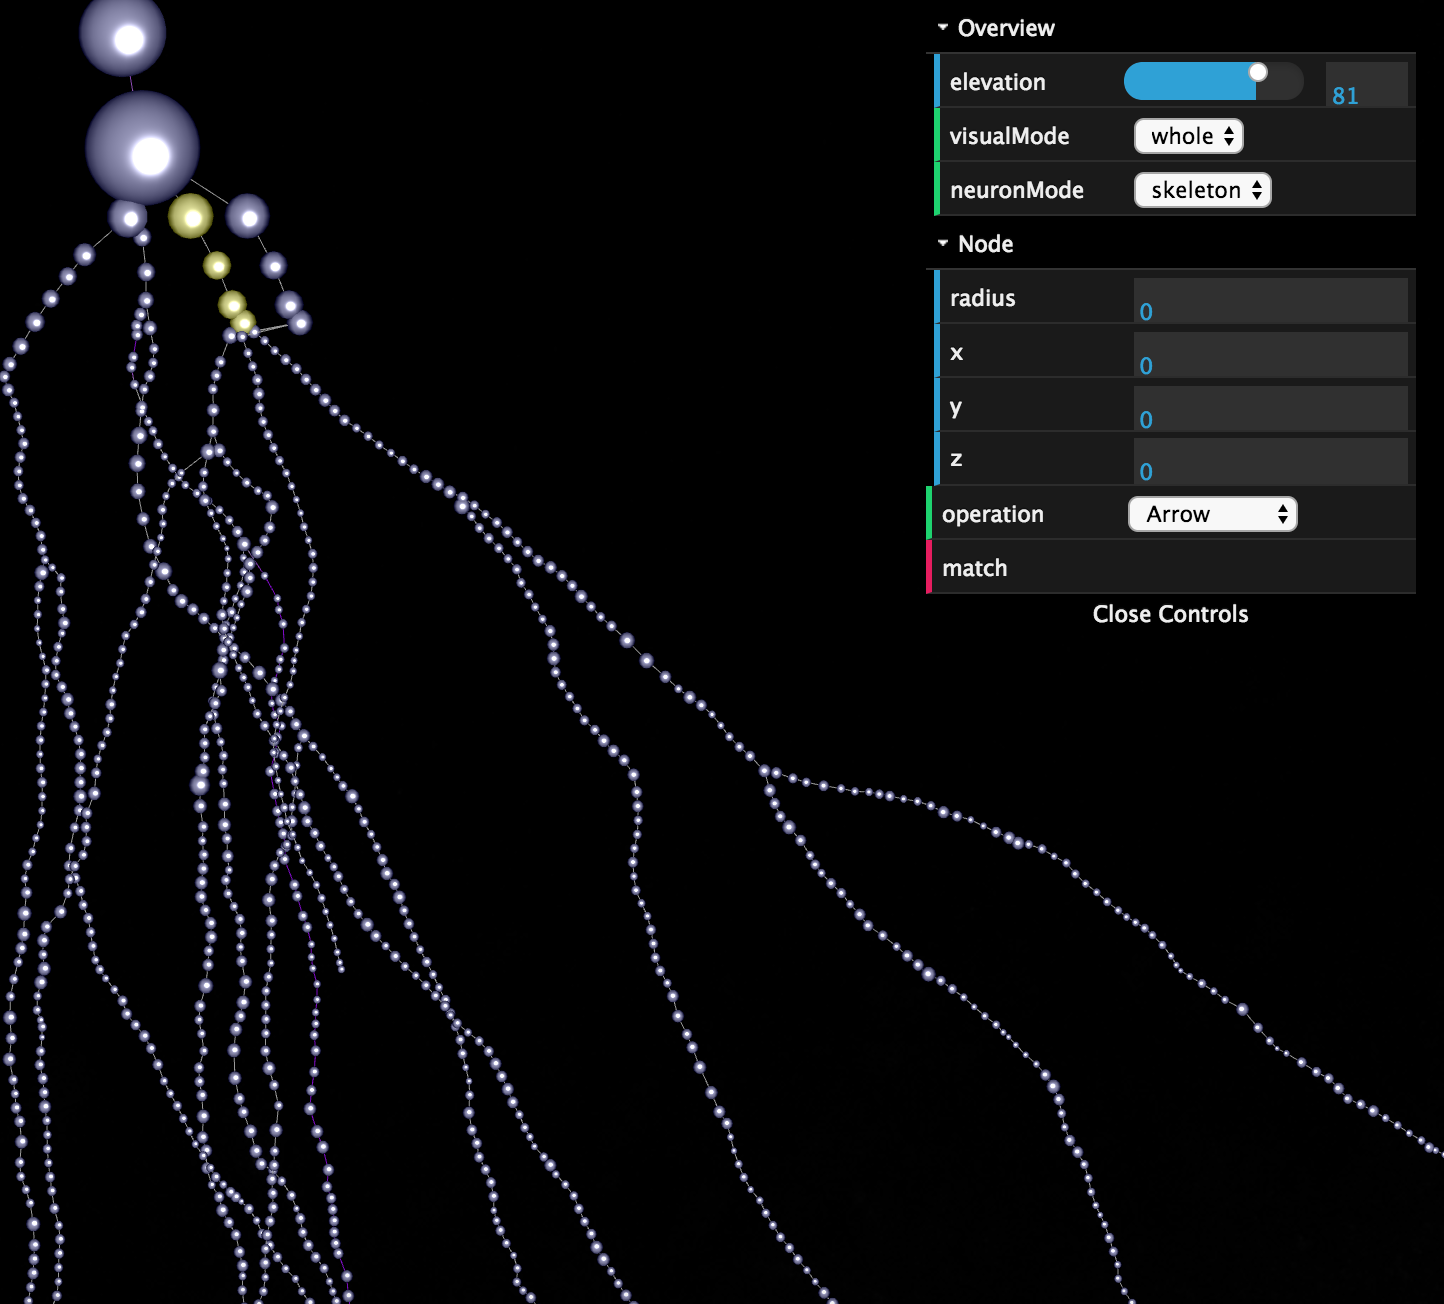 Overview
elevation 81
visualMode whole
neuronMode skeleton
Node
radius 0
x 0
y 0
z 0
operation Arrow
match
Close Controls